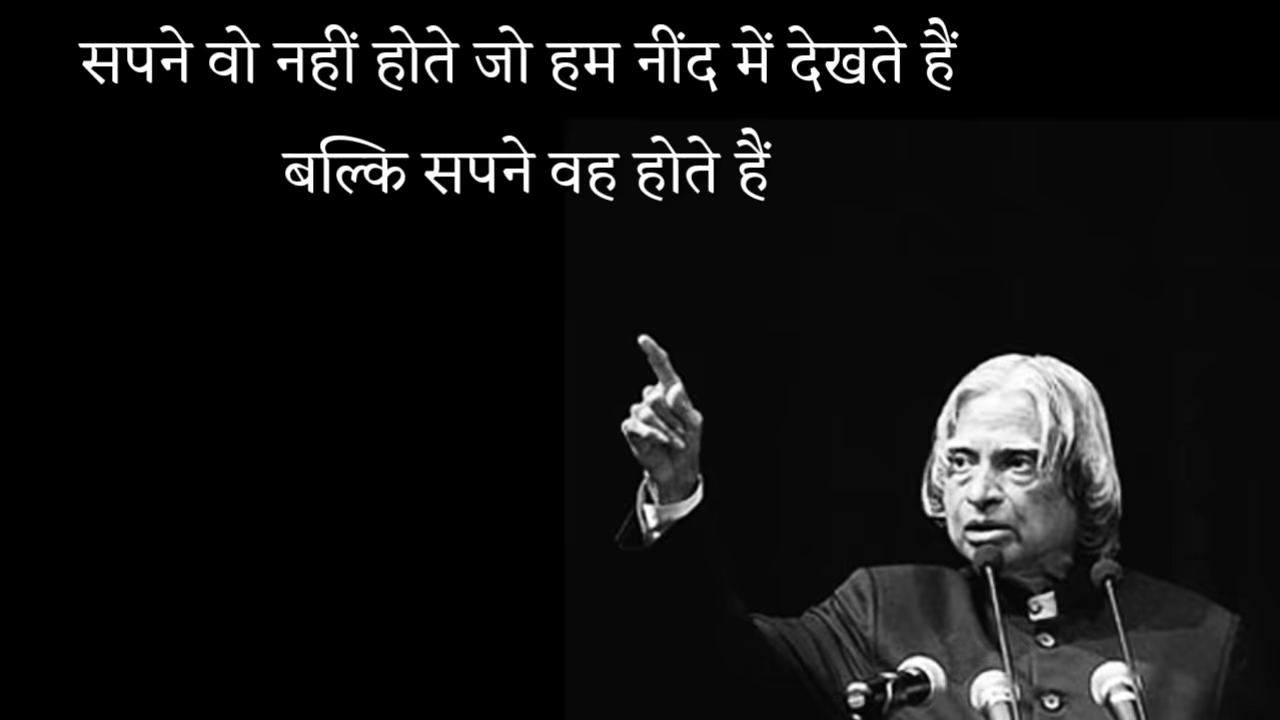 सपने वो नहीं होते जो हम नींद में देखते हैं
बल्कि सपने वह होते हैं